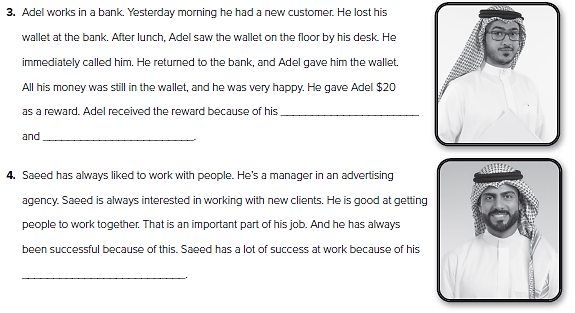 3. Adel works in a bank. Yesterday morning he had a new customer. He lost his
wallet at the bank. After lunch, Adel saw the wallet on the floor by his desk. He
immediately called him. He returned to the bank, and Adel gave him the wallet.
All his money was still in the wallet, and he was very happy. He gave Adel $20
as a reward. Adel received the reward because of his ________________________
and ___________________________.
4. Saeed has always liked to work with people. He's a manager in an advertising
agency. Saeed is always interested in working with new clients. He is good at getting
people to work together. That is an important part of his job. And he has always
been successful because of this. Saeed has a lot of success at work because of his
_____________________________.